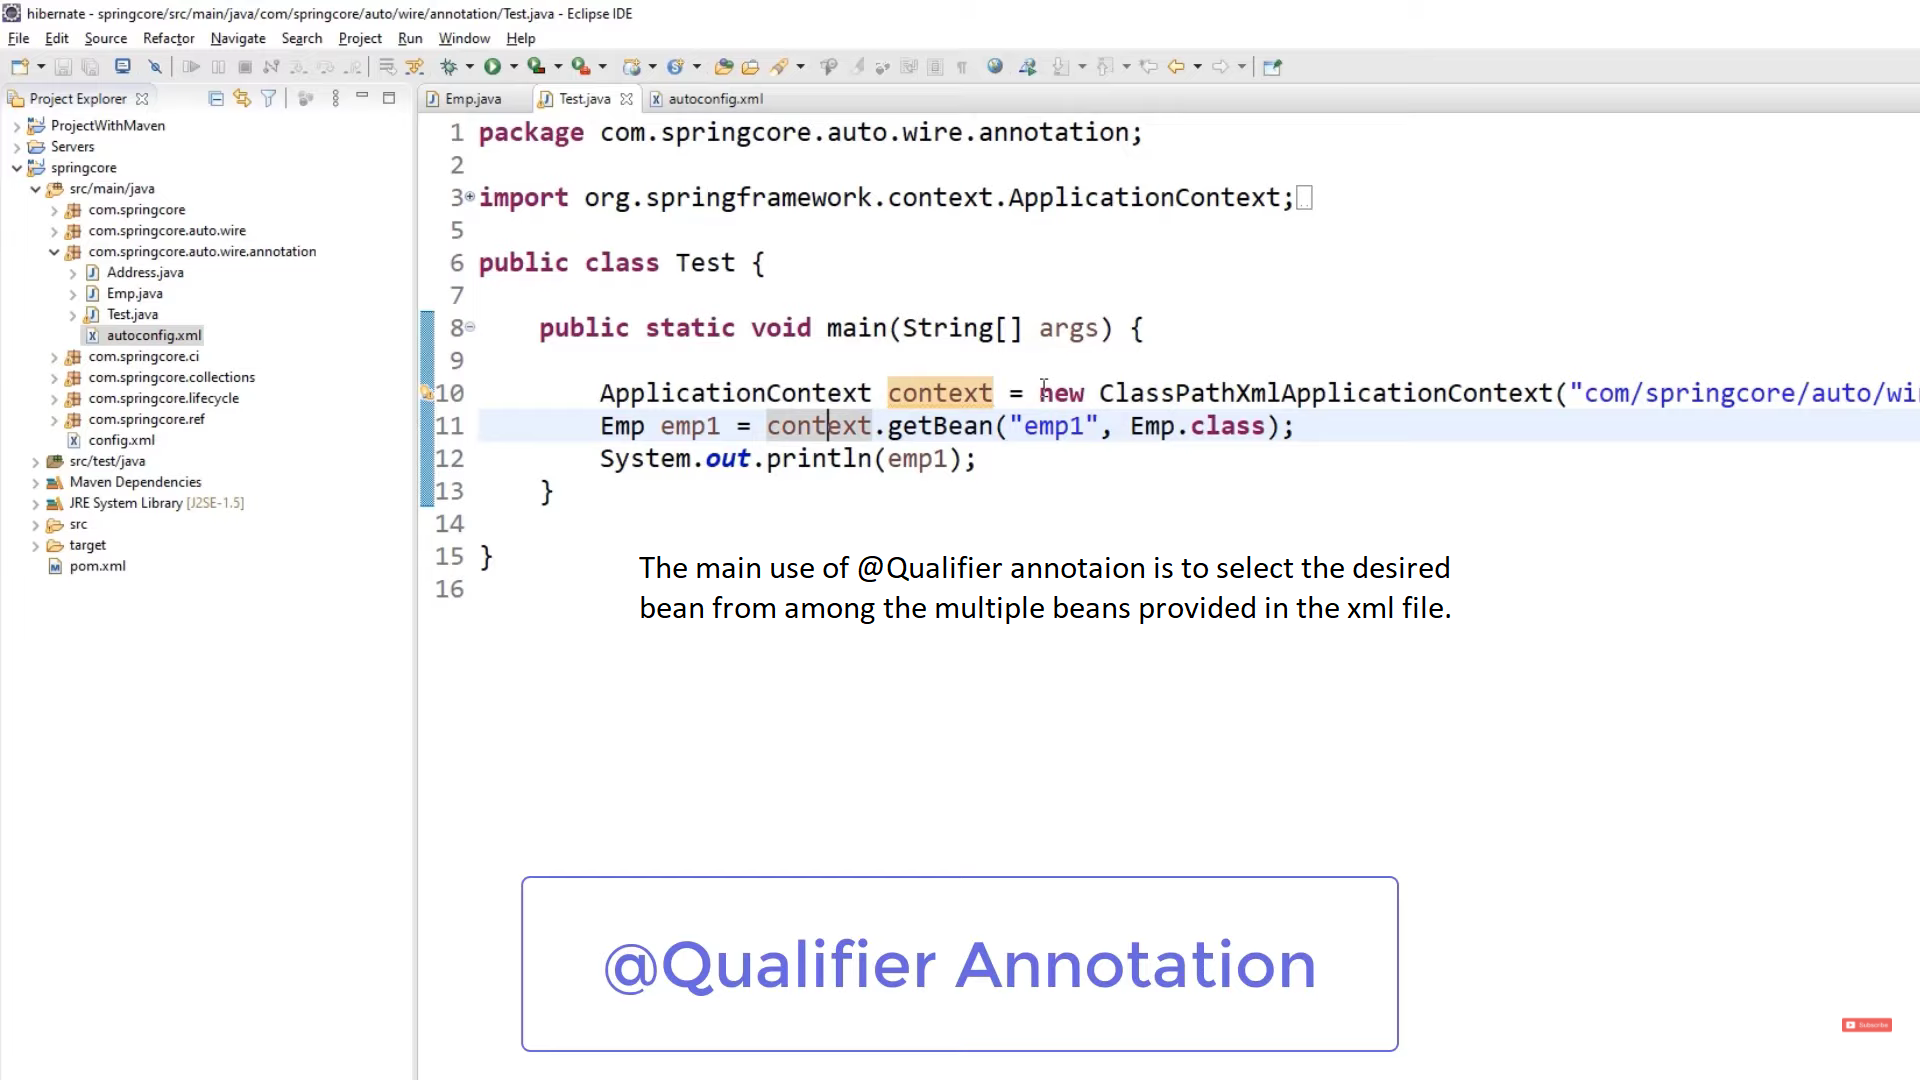 hibernate - springcore/src/main/java/com/springcore/auto/wire/annotation/Test.java - Eclipse IDE
File Edit Source Refactor Navigate Search Project Run Window Help
Project Explorer
ProjectWithMaven
Servers
springcore
src/main/java
com.springcore
com.springcore.auto.wire
com.springcore.auto.wire.annotation
Address.java
Emp.java
Test.java
autoconfig.xml
com.springcore.ci
com.springcore.collections
com.springcore.lifecycle
com.springcore.ref
config.xml
src/test/java
Maven Dependencies
JRE System Library [J2SE-1.5]
src
target
pom.xml
Emp.java Test.java autoconfig.xml
1 package com.springcore.auto.wire.annotation;
2
3 import org.springframework.context.ApplicationContext;
5
6 public class Test {
7
8 public static void main(String[] args) {
9
10 ApplicationContext context = new ClassPathXmlApplicationContext("com/springcore/auto/wi
11 Emp emp1 = context.getBean("emp1", Emp.class);
12 System.out.println(emp1);
13 }
14
15 }
16
The main use of @Qualifier annotaion is to select the desired
bean from among the multiple beans provided in the xml file.
@Qualifier Annotation
Subscribe